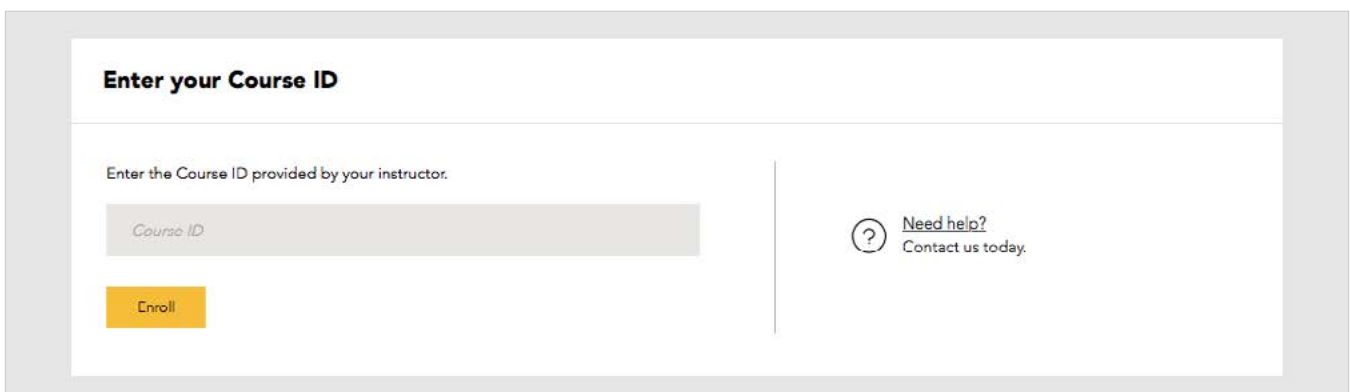 Enter your Course ID
Enter the Course ID provided by your instructor.
Course ID
Enroll
Need help?
Contact us today.